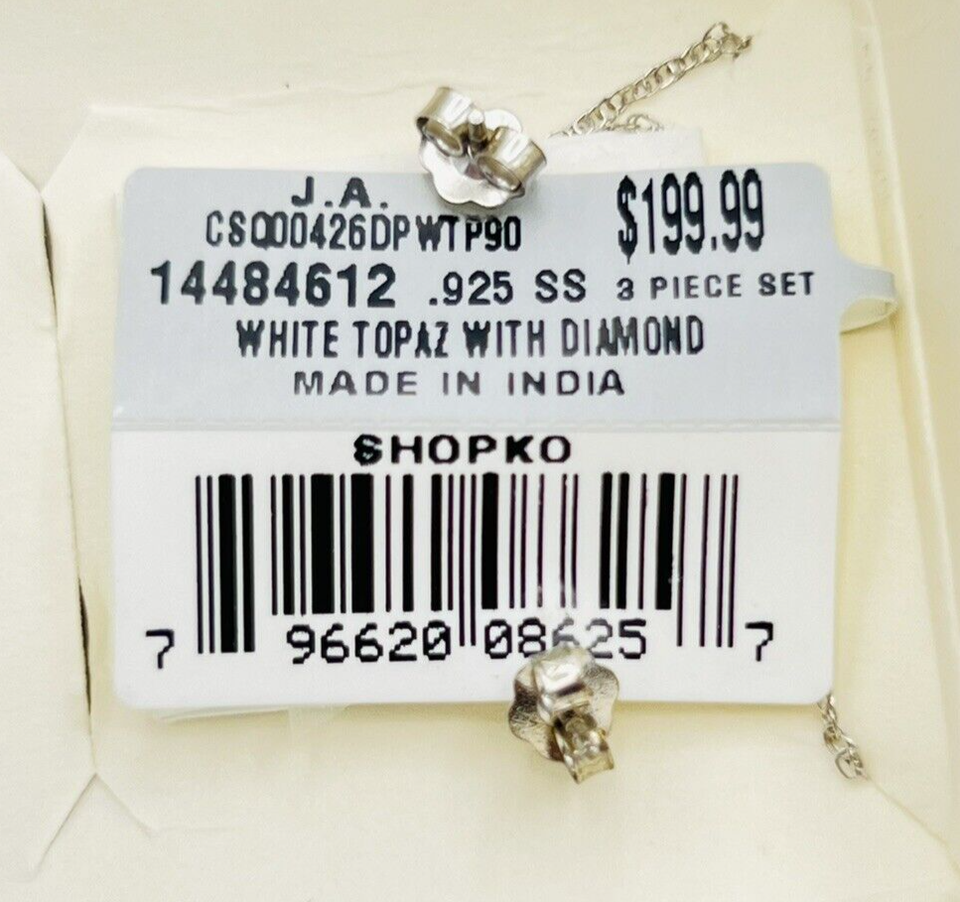 J.A.
CSQ00426DPWTP90 $199.99
14484612 .925 SS 3 PIECE SET
WHITE TOPAZ WITH DIAMOND
MADE IN INDIA
SHOPKO
7 96620 08625 7